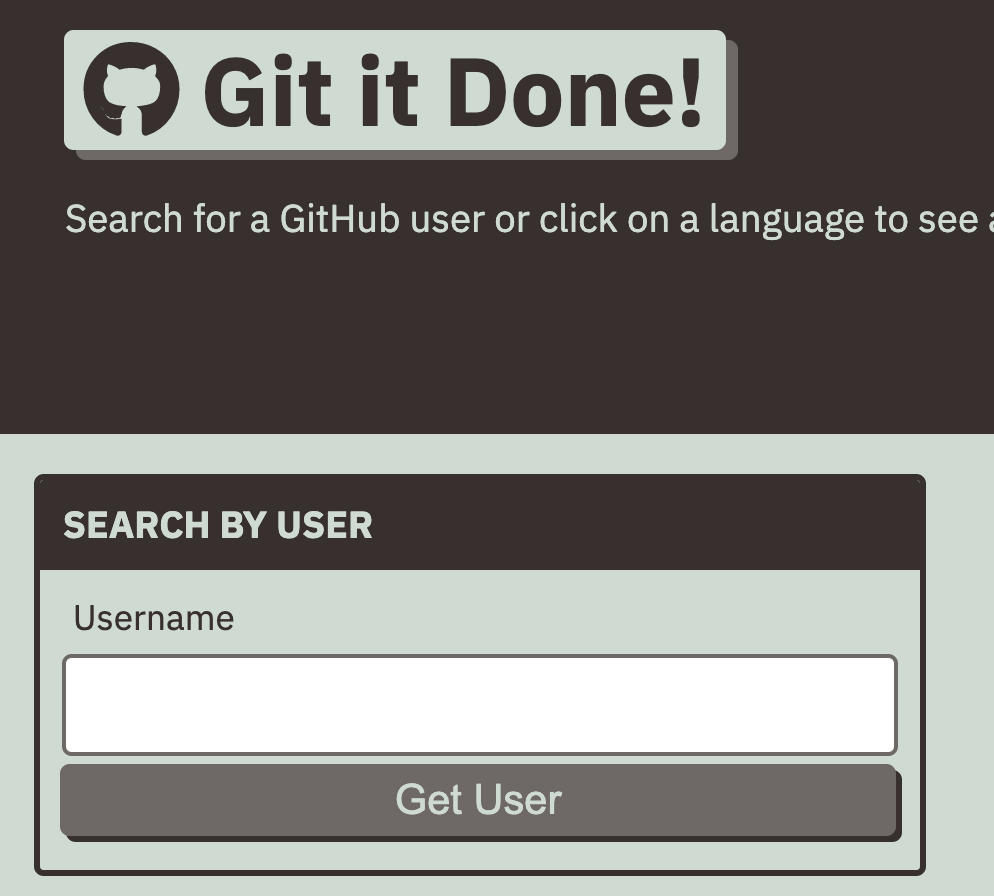 Git it Done!
Search for a GitHub user or click on a language to see
SEARCH BY USER
Username
Get User